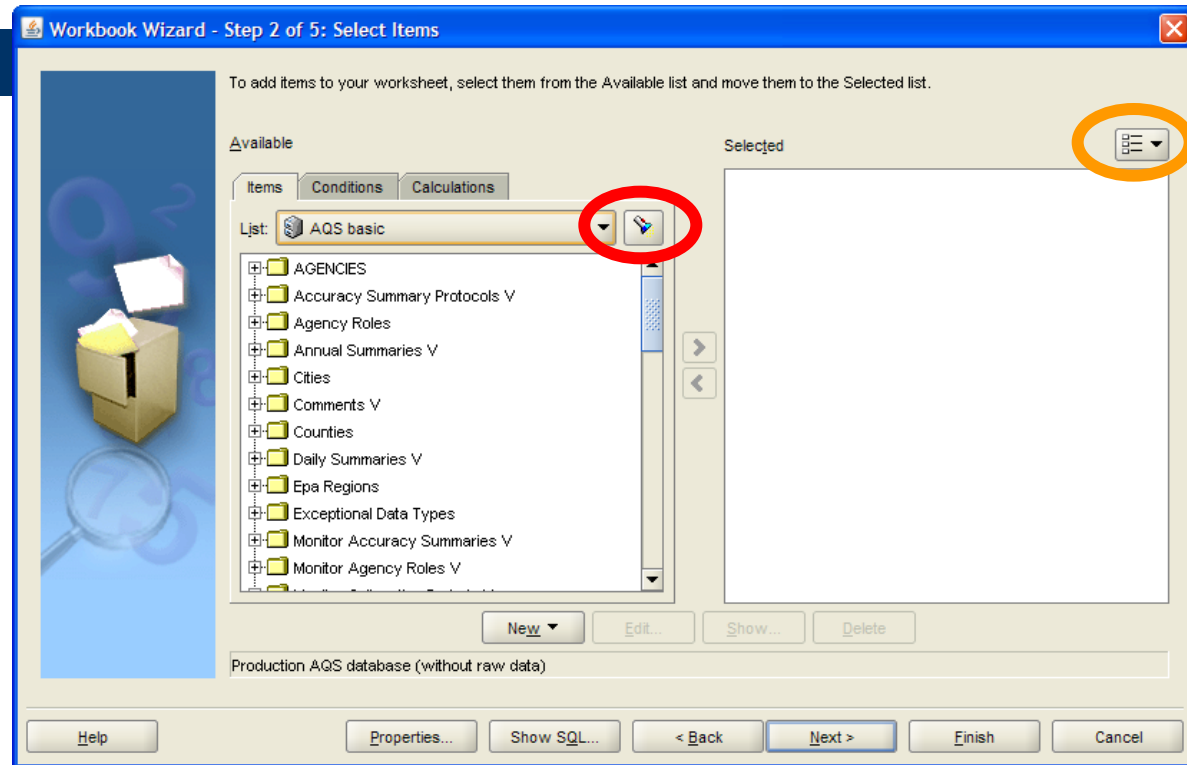 Workbook Wizard - Step 2 of 5: Select Items
To add items to your worksheet, select them from the Available list and move them to the Selected list.
Available
Selected
Items Conditions Calculations
List: AQS basic
AGENCIES
Accuracy Summary Protocols V
Agency Roles
Annual Summaries V
Cities
Comments V
Counties
Daily Summaries V
Epa Regions
Exceptional Data Types
Monitor Accuracy Summaries V
Monitor Agency Roles V
New Edit... Show... Delete
Production AQS database (without raw data)
Help Properties... Show SQL... < Back Next > Finish Cancel